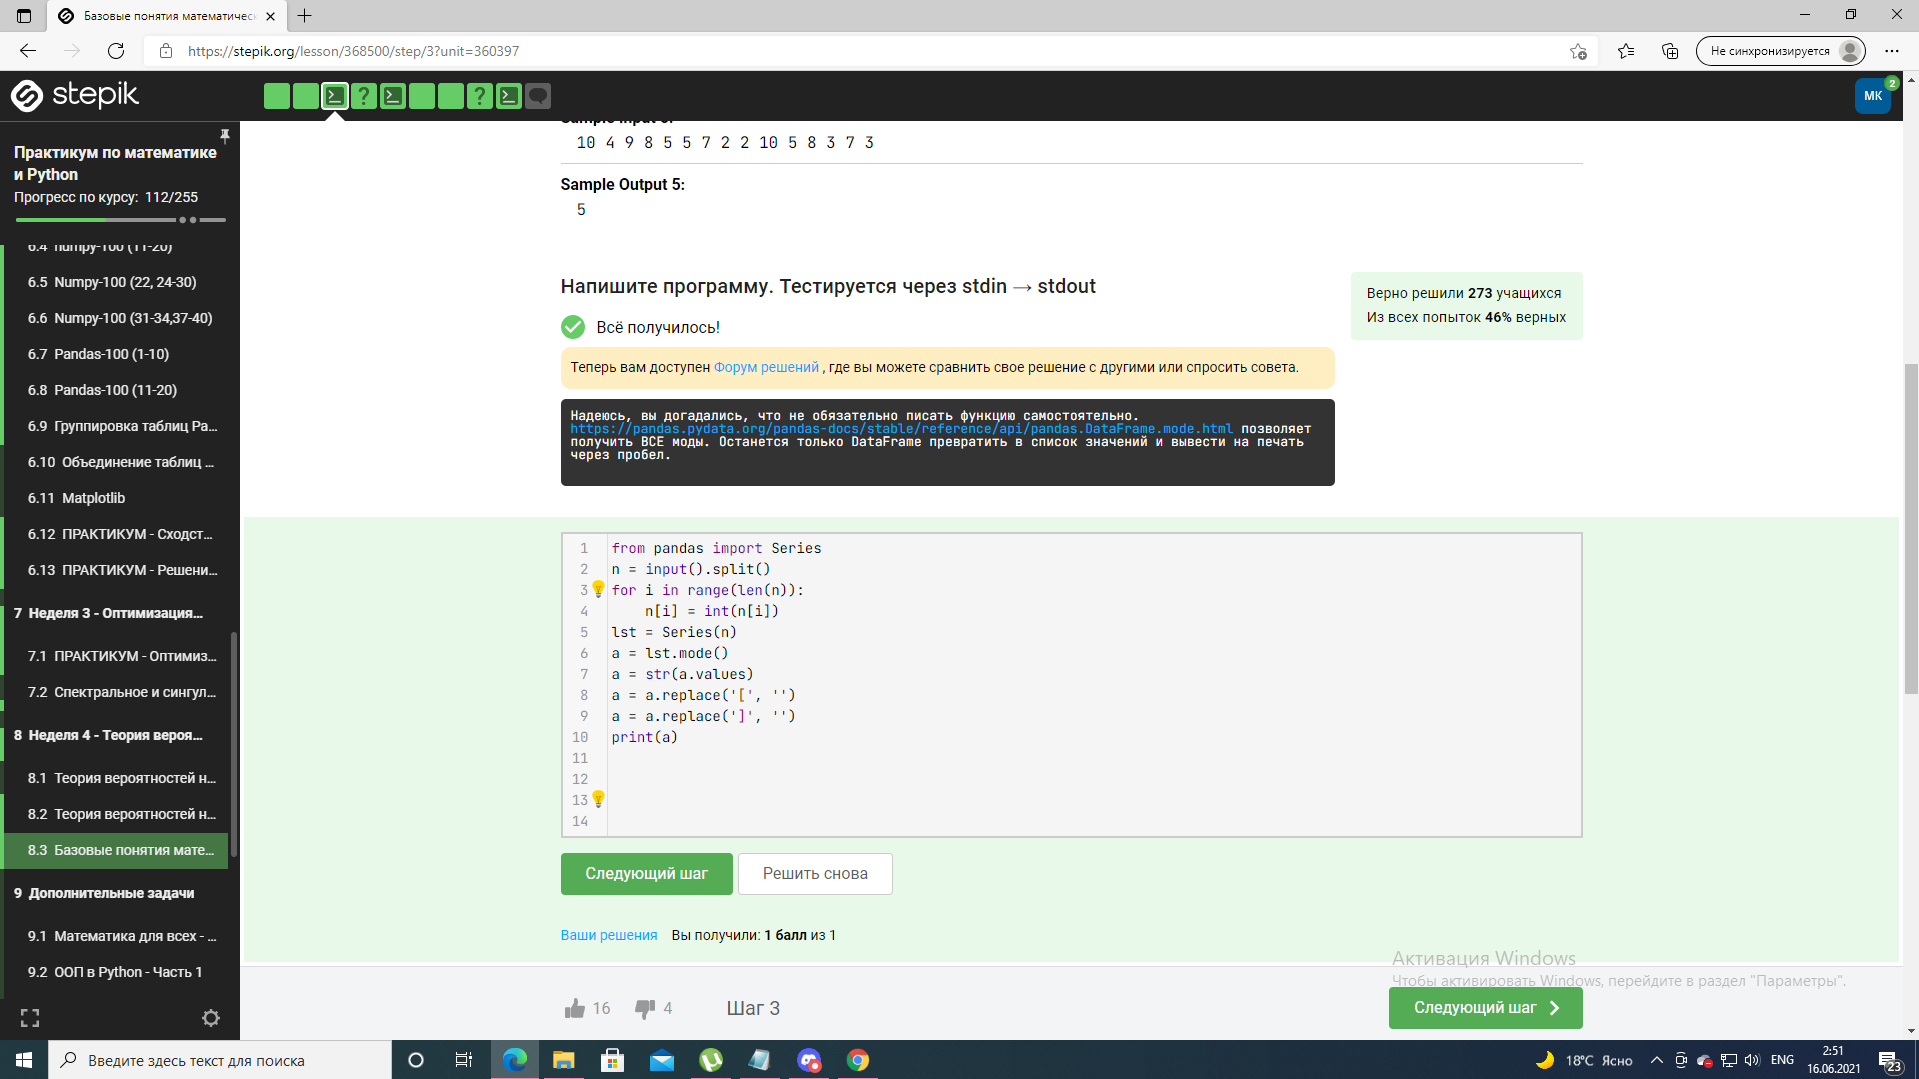 Базовые понятия математичес
https://stepik.org/lesson/368500/step/3?unit=360397
Не синхронизируется
stepik
МК
2
Практикум по математике
и Python
Прогресс по курсу: 112/255
6.4 numpy-100 (11-20)
6.5 Numpy-100 (22, 24-30)
6.6 Numpy-100 (31-34,37-40)
6.7 Pandas-100 (1-10)
6.8 Pandas-100 (11-20)
6.9 Группировка таблиц Pa...
6.10 Объединение таблиц ...
6.11 Matplotlib
6.12 ПРАКТИКУМ - Сходст...
6.13 ПРАКТИКУМ - Решени...
7 Неделя 3 - Оптимизация...
7.1 ПРАКТИКУМ - Оптимиз...
7.2 Спектральное и сингул...
8 Неделя 4 - Теория вероя...
8.1 Теория вероятностей н...
8.2 Теория вероятностей н...
8.3 Базовые понятия мате...
9 Дополнительные задачи
9.1 Математика для всех - ...
9.2 ООП в Python - Часть 1
Sample Input 5:
10 4 9 8 5 5 7 2 2 10 5 8 3 7 3
Sample Output 5:
5
Напишите программу. Тестируется через stdin → stdout
Верно решили 273 учащихся
Из всех попыток 46% верных
Всё получилось!
Теперь вам доступен Форум решений , где вы можете сравнить свое решение с другими или спросить совета.
Надеюсь, вы догадались, что не обязательно писать функцию самостоятельно.
https://pandas.pydata.org/pandas-docs/stable/reference/api/pandas.DataFrame.mode.html позволяет
получить ВСЕ моды. Останется только DataFrame превратить в список значений и вывести на печать
через пробел.
1 from pandas import Series
2 n = input().split()
3 for i in range(len(n)):
4 n[i] = int(n[i])
5 lst = Series(n)
6 a = lst.mode()
7 a = str(a.values)
8 a = a.replace('[', '')
9 a = a.replace(']', '')
10 print(a)
11
12
13
14
Следующий шаг
Решить снова
Ваши решения Вы получили: 1 балл из 1
Активация Windows
Чтобы активировать Windows, перейдите в раздел "Параметры".
16
4
Шаг 3
Следующий шаг
Введите здесь текст для поиска
18°C Ясно
ENG
2:51
16.06.2021
23